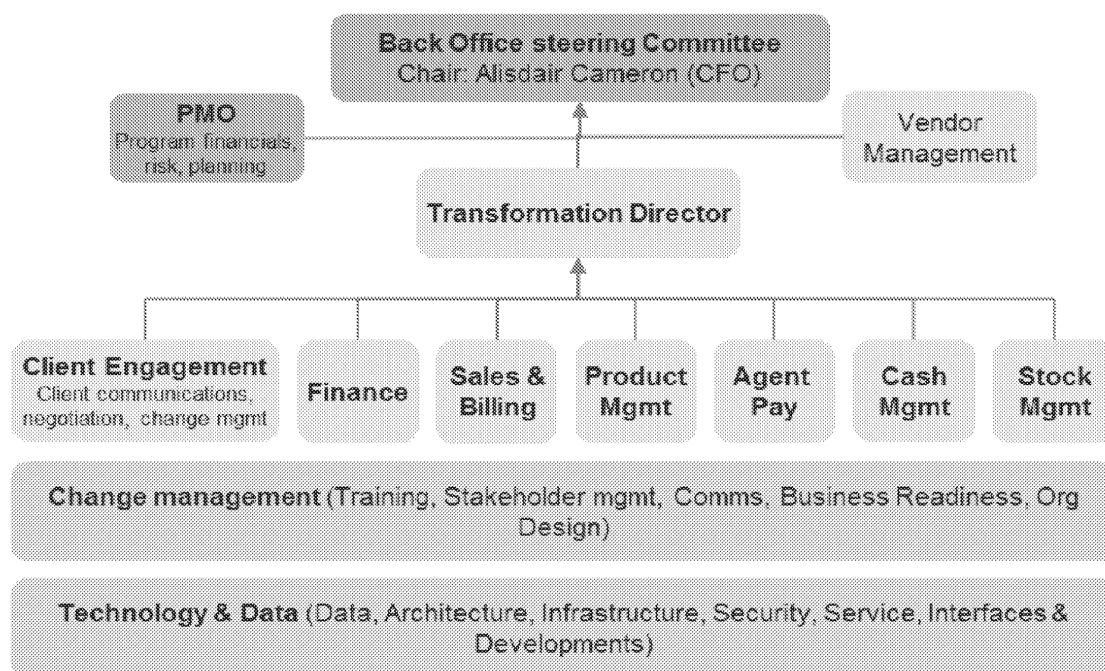 Back Office steering Committee
Chair: Alisdair Cameron (CFO)
PMO
Program financials,
risk, planning
Vendor
Management
Transformation Director
Client Engagement
Client communications,
negotiation, change mgmt
Finance
Sales &
Billing
Product
Mgmt
Agent
Pay
Cash
Mgmt
Stock
Mgmt
Change management (Training, Stakeholder mgmt, Comms, Business Readiness, Org
Design)
Technology & Data (Data, Architecture, Infrastructure, Security, Service, Interfaces &
Developments)